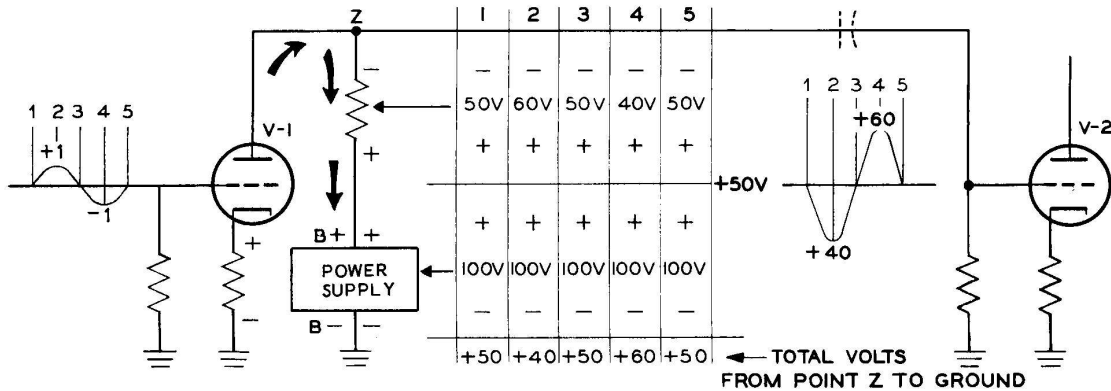 Z 1 2 3 4 5
− − − − −
50V 60V 50V 40V 50V
+ + + + +
1 2 3 4 5
+1
-1
V-1
−
+
+50V
1 2 3 4 5
+60
+40
V-2
+
−
B+ +
POWER
SUPPLY
B− −
+ + + + +
100V 100V 100V 100V 100V
− − − − −
+50 +40 +50 +60 +50
TOTAL VOLTS
FROM POINT Z TO GROUND